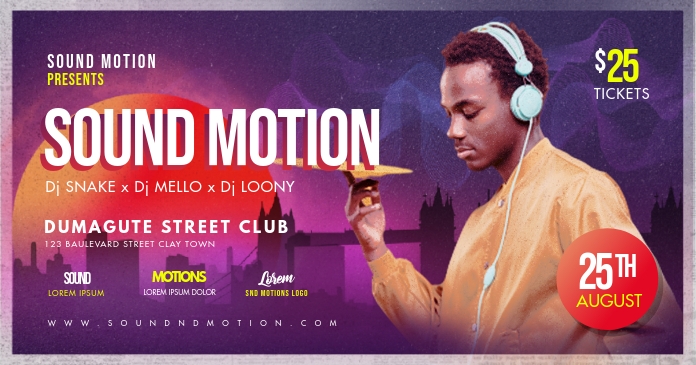 SOUND MOTION
PRESENTS
$25
TICKETS
SOUND MOTION
Dj SNAKE x Dj MELLO x Dj LOONY
DUMAGUTE STREET CLUB
123 BAULEVARD STREET CLAY TOWN
SOUND
LOREM IPSUM
MOTIONS
LOREM IPSUM DOLOR
Lorem
SND MOTIONS LOGO
25TH
AUGUST
WWW.SOUNDNDMOTION.COM